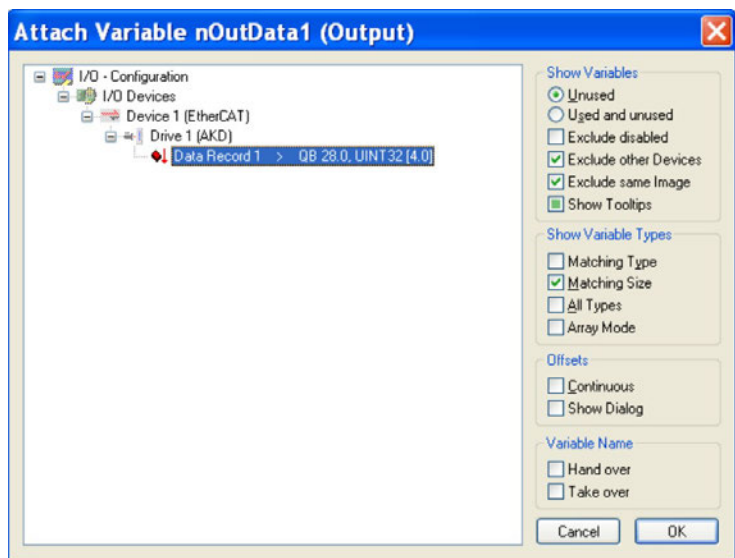 Attach Variable nOutData1 (Output)
I/O - Configuration
I/O Devices
Device 1 (EtherCAT)
Drive 1 (AKD)
Data Record 1 > QB 28.0, UINT32 [4.0]
Show Variables
Unused
Used and unused
Exclude disabled
Exclude other Devices
Exclude same Image
Show Tooltips
Show Variable Types
Matching Type
Matching Size
All Types
Array Mode
Offsets
Continuous
Show Dialog
Variable Name
Hand over
Take over
Cancel
OK